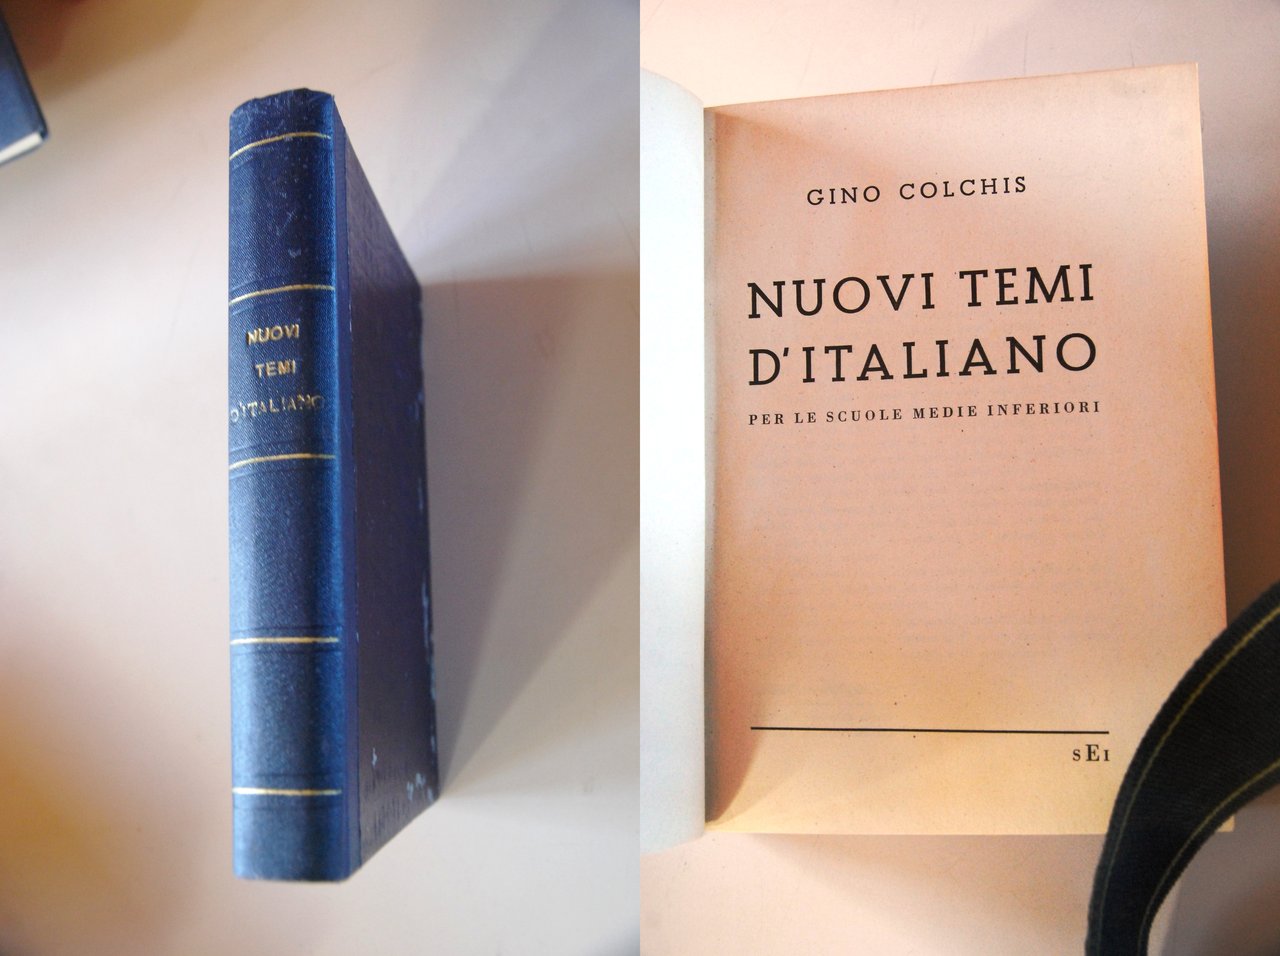 NUOVI
TEMI
D'ITALIANO
GINO COLCHIS
NUOVI TEMI
D'ITALIANO
PER LE SCUOLE MEDIE INFERIORI
SEI